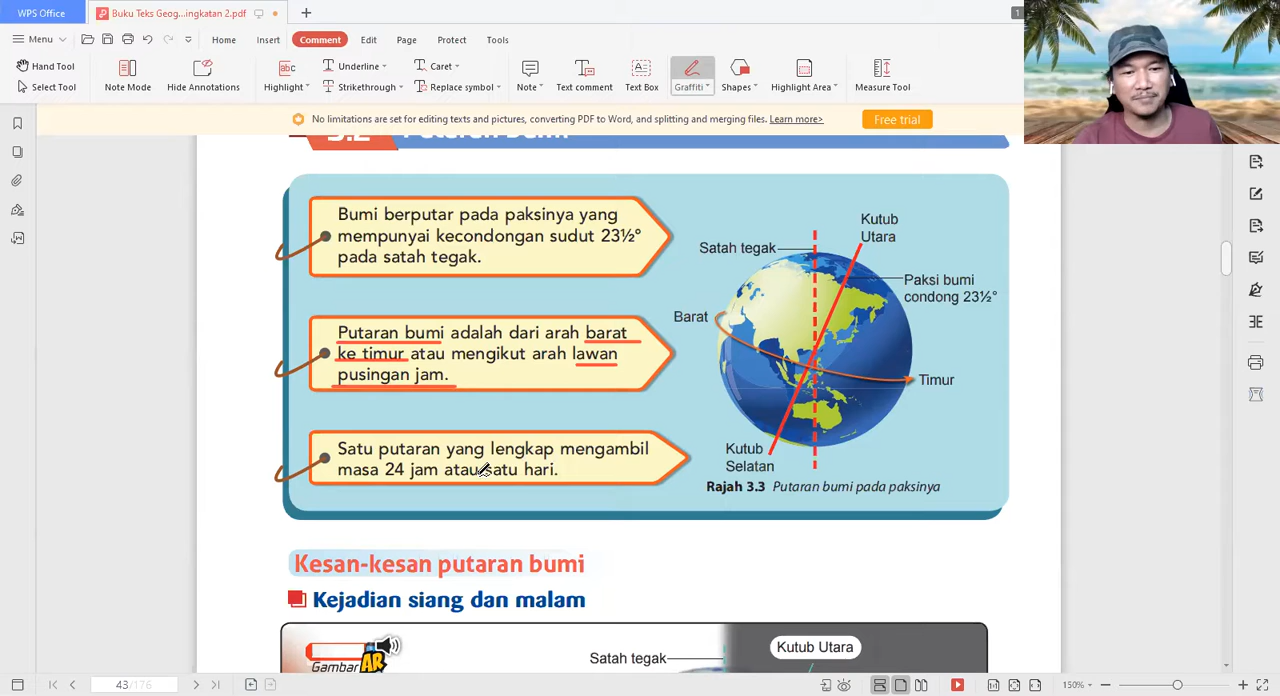 WPS Office
Buku Teks Geog...ingkatan 2.pdf
1
Menu
Home
Insert
Comment
Edit
Page
Protect
Tools
Hand Tool
Select Tool
Note Mode
Hide Annotations
Highlight
Underline
Strikethrough
Caret
Replace symbol
Note
Text comment
Text Box
Graffiti
Shapes
Highlight Area
Measure Tool
No limitations are set for editing texts and pictures, converting PDF to Word, and splitting and merging files. Learn more>
Free trial
Bumi berputar pada paksinya yang
mempunyai kecondongan sudut 23½°
pada satah tegak.
Putaran bumi adalah dari arah barat
ke timur atau mengikut arah lawan
pusingan jam.
Satu putaran yang lengkap mengambil
masa 24 jam atau satu hari.
Kutub
Utara
Satah tegak
Paksi bumi
condong 23½°
Barat
Timur
Kutub
Selatan
Rajah 3.3 Putaran bumi pada paksinya
Kesan-kesan putaran bumi
Kejadian siang dan malam
Gambar
AR
Satah tegak
Kutub Utara
43/176
150%